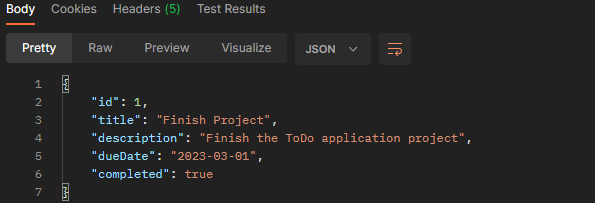 Body Cookies Headers (5) Test Results
Pretty Raw Preview Visualize JSON
1 {
2 "id": 1,
3 "title": "Finish Project",
4 "description": "Finish the ToDo application project",
5 "dueDate": "2023-03-01",
6 "completed": true
7 }